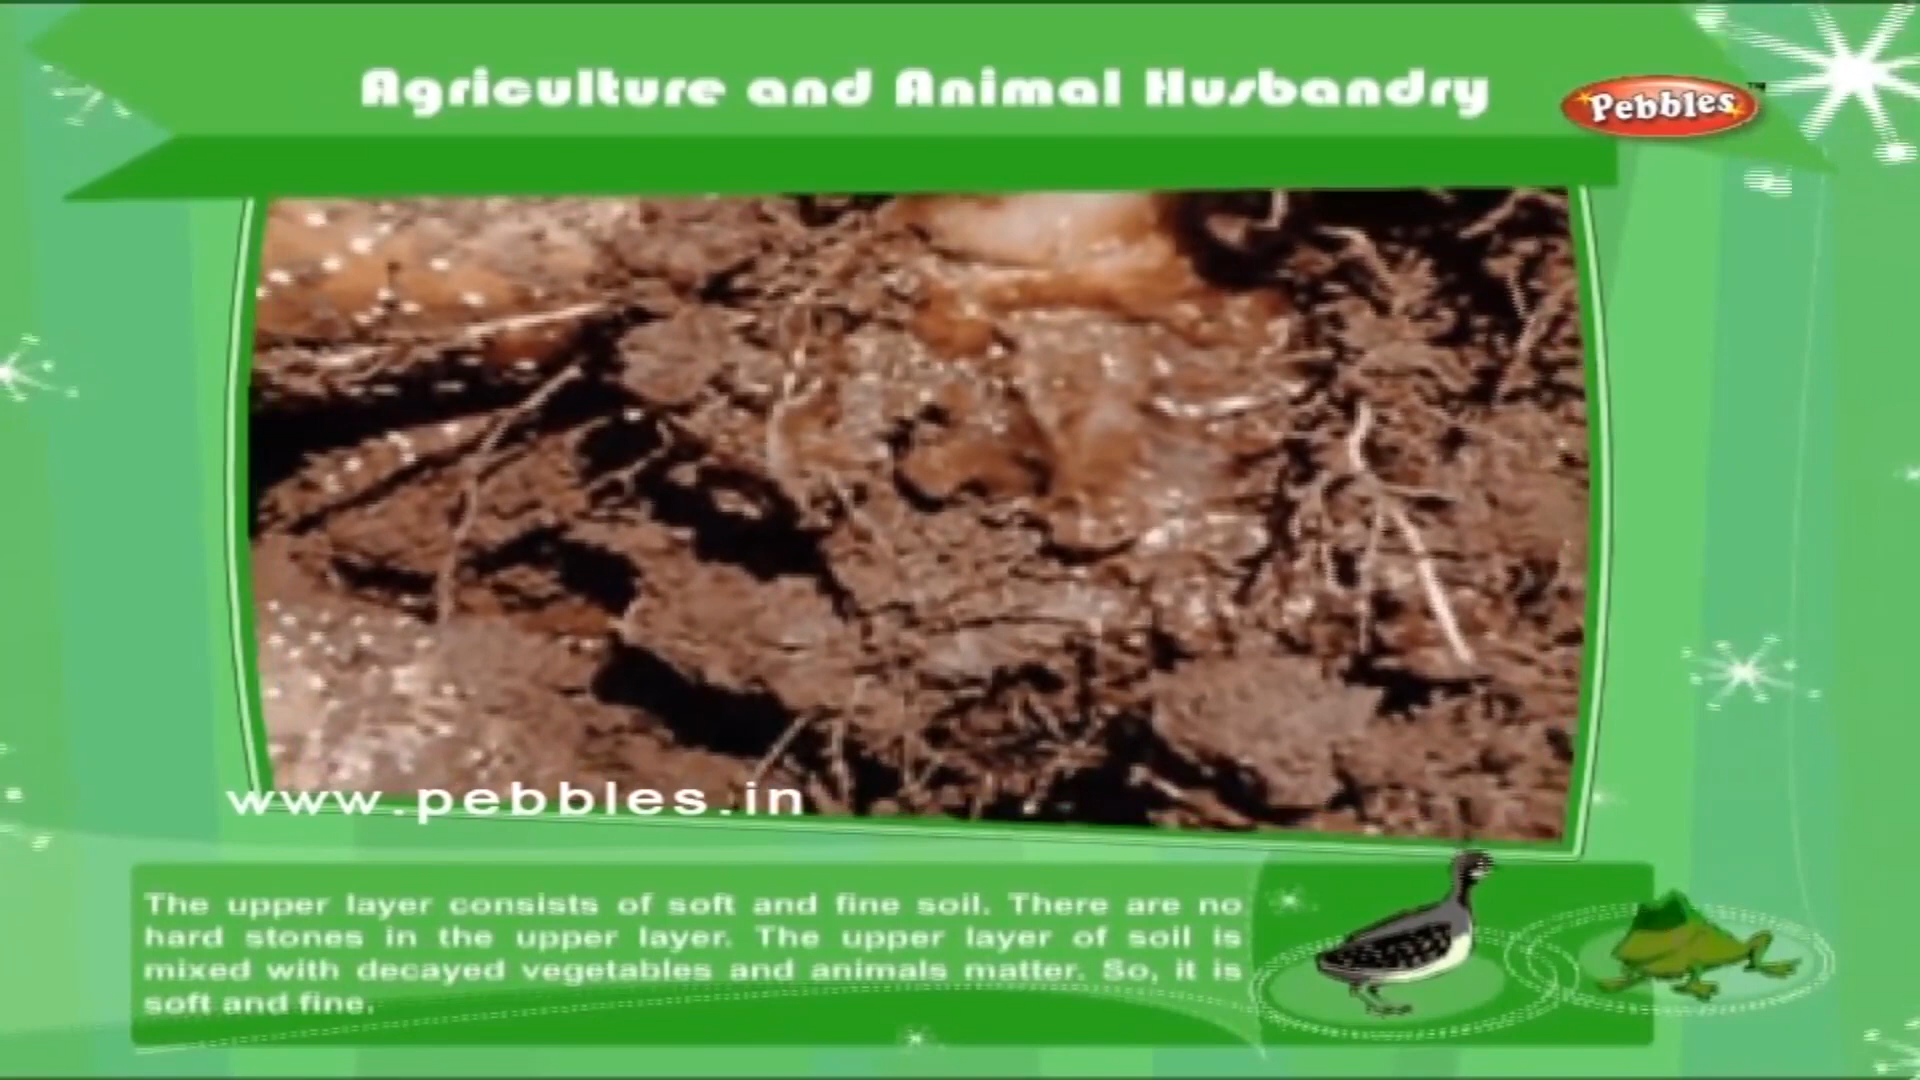 Agriculture and Animal Husbandry
Pebbles™
www.pebbles.in
The upper layer consists of soft and fine soil. There are no
hard stones in the upper layer. The upper layer of soil is
mixed with decayed vegetables and animals matter. So, it is
soft and fine.